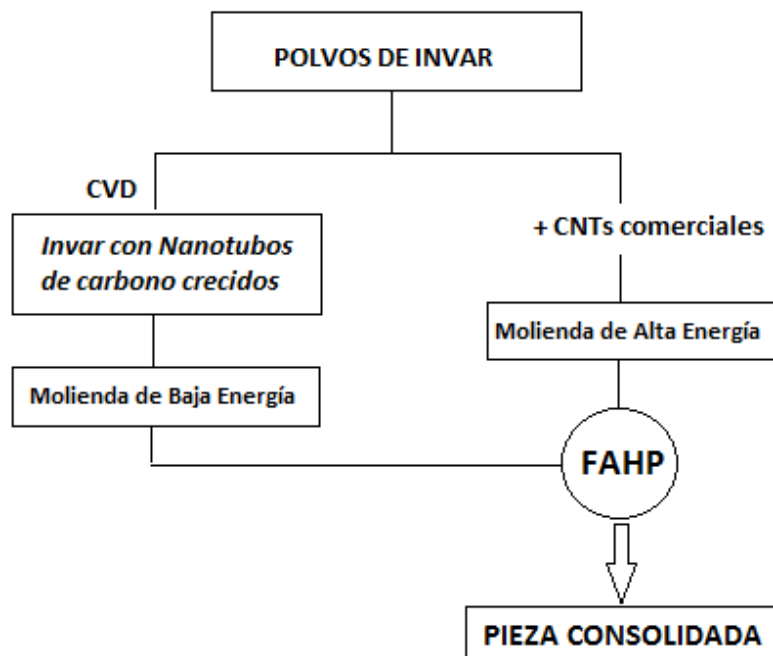 POLVOS DE INVAR
CVD
Invar con Nanotubos
de carbono crecidos
+ CNTs comerciales
Molienda de Alta Energía
Molienda de Baja Energía
FAHP
PIEZA CONSOLIDADA